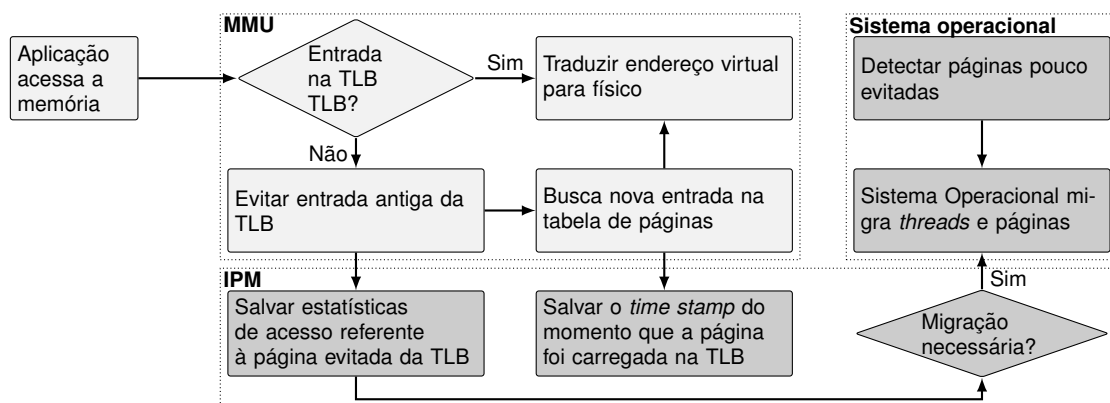 MMU
Sistema operacional
Aplicação
acessa a
memória
Entrada
na TLB
TLB?
Sim
Traduzir endereço virtual
para físico
Detectar páginas pouco
evitadas
Não
Evitar entrada antiga da
TLB
Busca nova entrada na
tabela de páginas
Sistema Operacional mi-
gra threads e páginas
IPM
Sim
Salvar estatísticas
de acesso referente
à página evitada da TLB
Salvar o time stamp do
momento que a página
foi carregada na TLB
Migração
necessária?